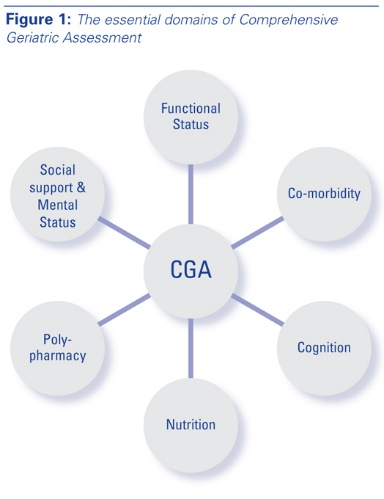 Figure 1: The essential domains of Comprehensive
Geriatric Assessment
Functional
Status
Social
support &
Mental
Status
Co-morbidity
CGA
Poly-
pharmacy
Cognition
Nutrition